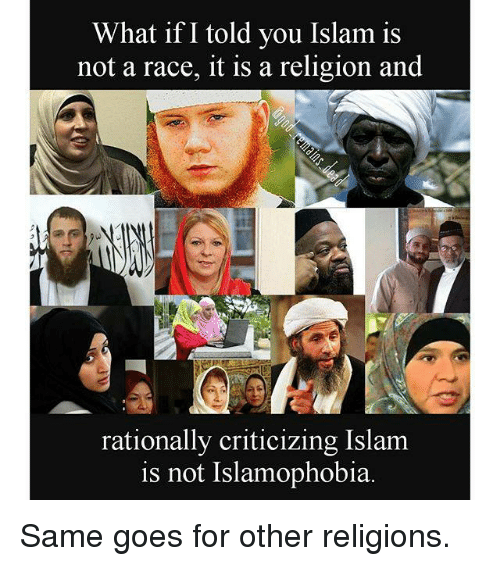 What if I told you Islam is
not a race, it is a religion and
@god_remains_dead
rationally criticizing Islam
is not Islamophobia.
Same goes for other religions.